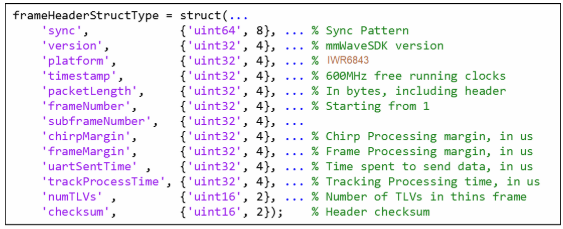 frameHeaderStructType = struct(...
'sync', {'uint64', 8}, ... % Sync Pattern
'version', {'uint32', 4}, ... % mmWaveSDK version
'platform', {'uint32', 4}, ... % IWR6843
'timestamp', {'uint32', 4}, ... % 600MHz free running clocks
'packetLength', {'uint32', 4}, ... % In bytes, including header
'frameNumber', {'uint32', 4}, ... % Starting from 1
'subframeNumber', {'uint32', 4}, ...
'chirpMargin', {'uint32', 4}, ... % Chirp Processing margin, in us
'frameMargin', {'uint32', 4}, ... % Frame Processing margin, in us
'uartSentTime' , {'uint32', 4}, ... % Time spent to send data, in us
'trackProcessTime', {'uint32', 4}, ... % Tracking Processing time, in us
'numTLVs' , {'uint16', 2}, ... % Number of TLVs in thins frame
'checksum', {'uint16', 2}); % Header checksum